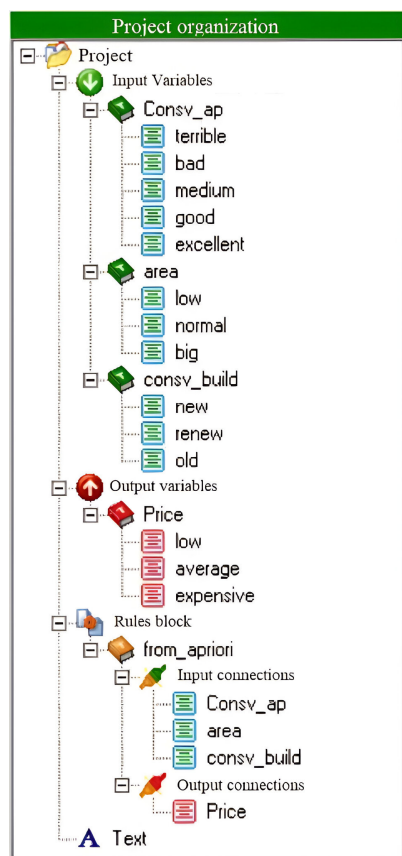 Project organization
Project
Input Variables
Consv_ap
terrible
bad
medium
good
excellent
area
low
normal
big
consv_build
new
renew
old
Output variables
Price
low
average
expensive
Rules block
from_apriori
Input connections
Consv_ap
area
consv_build
Output connections
Price
A Text